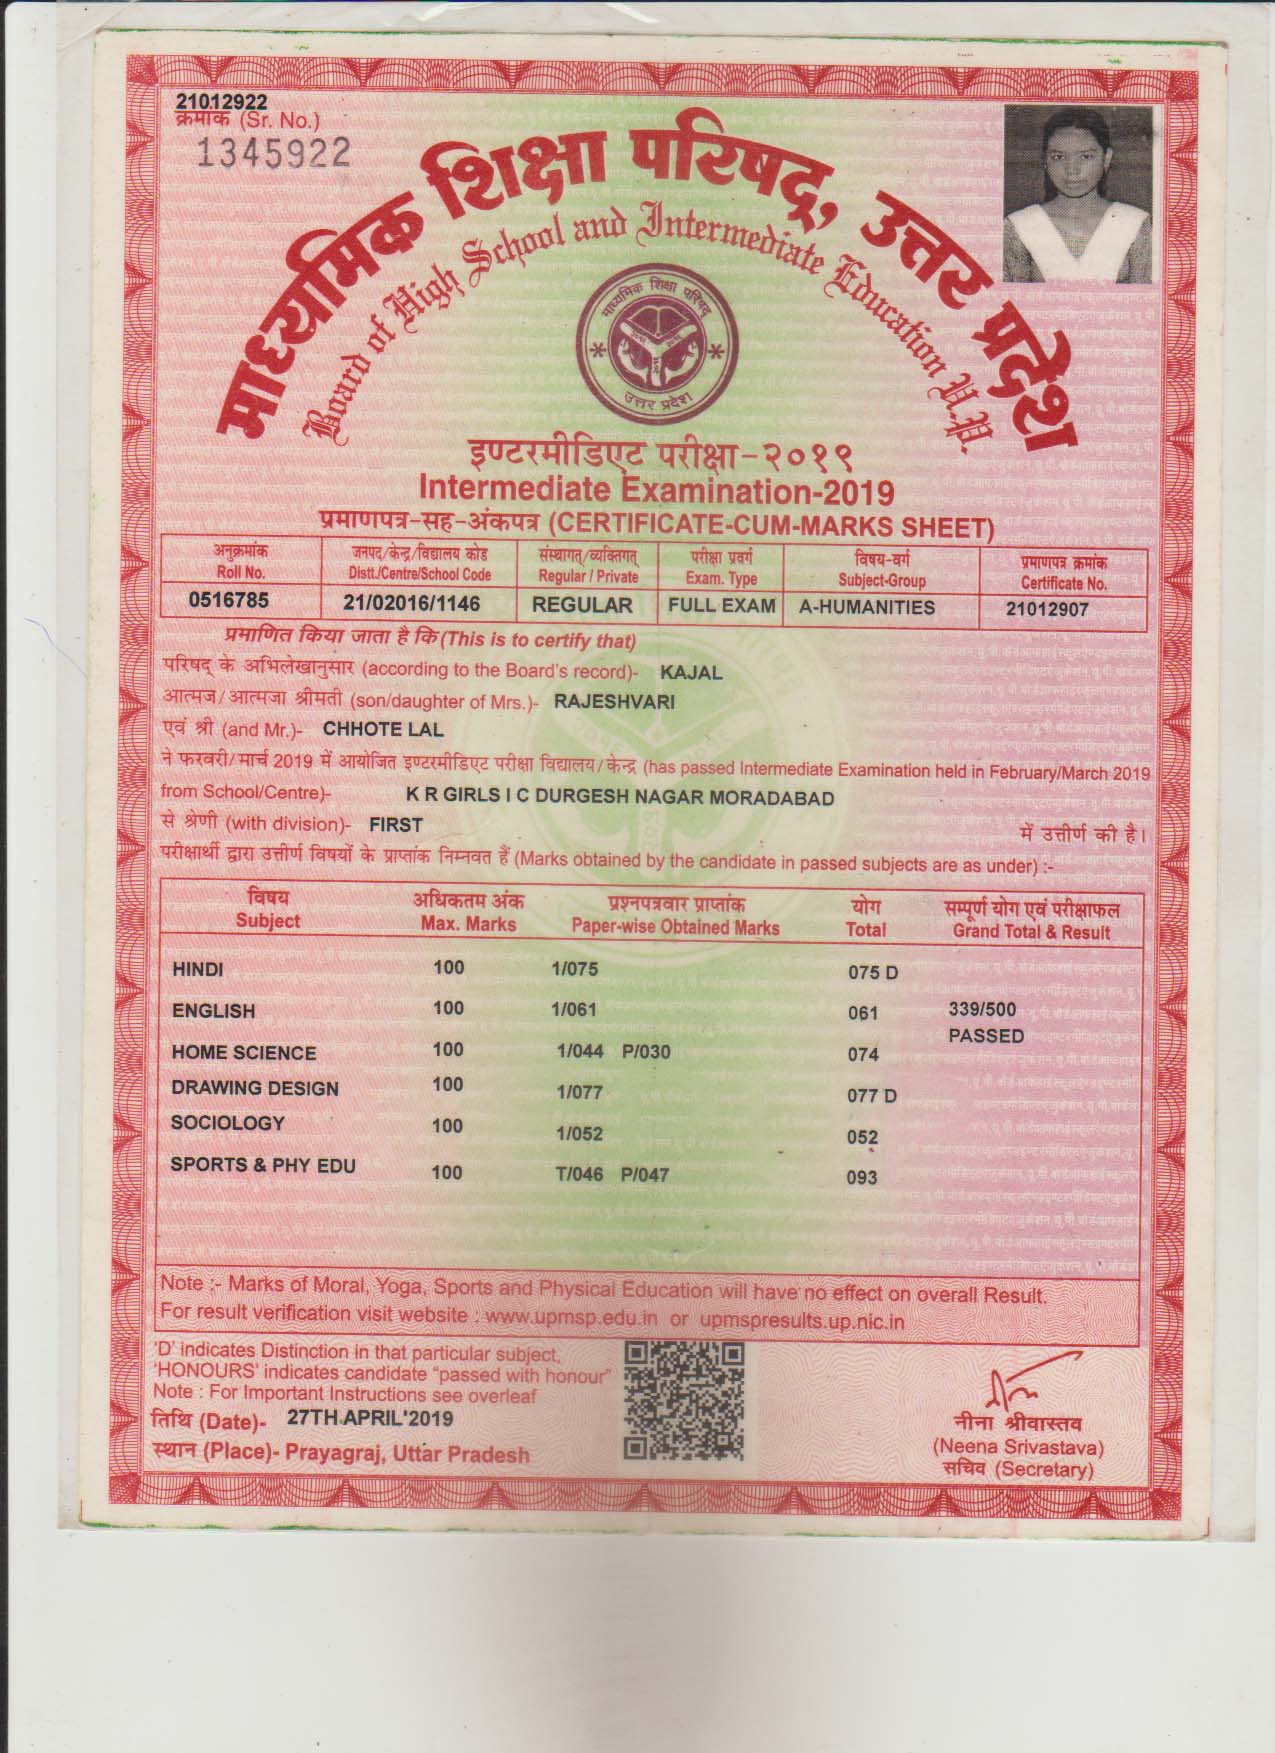 21012922
क्रमांक (Sr. No.)
1345922
माध्यमिक शिक्षा परिषद्, उत्तर प्रदेश
Board of High School and Intermediate Education U.P.
माध्यमिक शिक्षा परिषद्
उत्तर प्रदेश
इण्टरमीडिएट परीक्षा-२०१९
Intermediate Examination-2019
प्रमाणपत्र-सह-अंकपत्र (CERTIFICATE-CUM-MARKS SHEET)
अनुक्रमांक जनपद/केन्द्र/विद्यालय कोड संस्थागत्/व्यक्तिगत् परीक्षा प्रवर्ग विषय-वर्ग प्रमाणपत्र क्रमांक
Roll No. Distt./Centre/School Code Regular / Private Exam. Type Subject-Group Certificate No.
0516785 21/02016/1146 REGULAR FULL EXAM A-HUMANITIES 21012907
प्रमाणित किया जाता है कि (This is to certify that)
परिषद् के अभिलेखानुसार (according to the Board's record)- KAJAL
आत्मज/आत्मजा श्रीमती (son/daughter of Mrs.)- RAJESHVARI
एवं श्री (and Mr.)- CHHOTE LAL
ने फरवरी/मार्च 2019 में आयोजित इण्टरमीडिएट परीक्षा विद्यालय/केन्द्र (has passed Intermediate Examination held in February/March 2019
from School/Centre)- K R GIRLS I C DURGESH NAGAR MORADABAD
से श्रेणी (with division)- FIRST में उत्तीर्ण की है।
परीक्षार्थी द्वारा उत्तीर्ण विषयों के प्राप्तांक निम्नवत हैं (Marks obtained by the candidate in passed subjects are as under) :-
विषय अधिकतम अंक प्रश्नपत्रवार प्राप्तांक योग सम्पूर्ण योग एवं परीक्षाफल
Subject Max. Marks Paper-wise Obtained Marks Total Grand Total & Result
HINDI 100 1/075 075 D
ENGLISH 100 1/061 061 339/500
PASSED
HOME SCIENCE 100 1/044 P/030 074
DRAWING DESIGN 100 1/077 077 D
SOCIOLOGY 100 1/052 052
SPORTS & PHY EDU 100 T/046 P/047 093
Note :- Marks of Moral, Yoga, Sports and Physical Education will have no effect on overall Result.
For result verification visit website : www.upmsp.edu.in or upmspresults.up.nic.in
'D' indicates Distinction in that particular subject,
'HONOURS' indicates candidate "passed with honour"
Note : For Important Instructions see overleaf
तिथि (Date)- 27TH APRIL'2019
स्थान (Place)- Prayagraj, Uttar Pradesh
नीना श्रीवास्तव
(Neena Srivastava)
सचिव (Secretary)